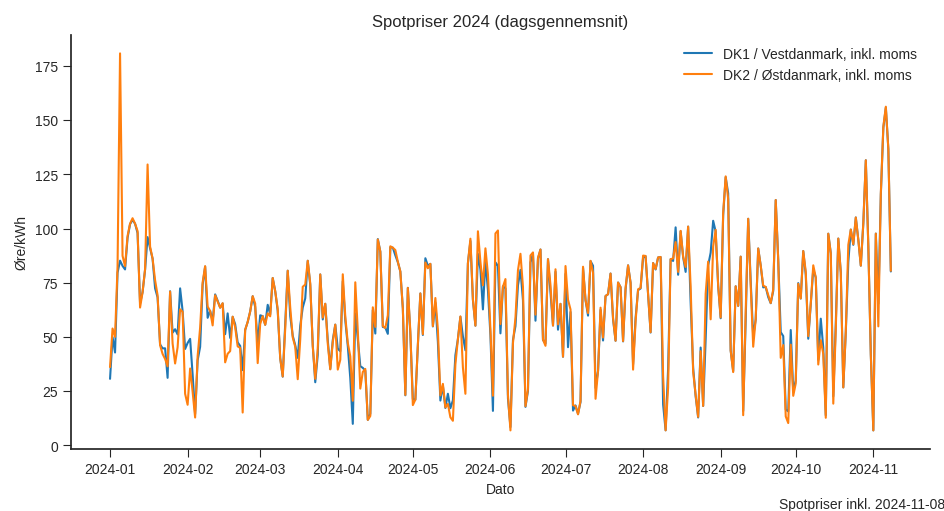 Spotpriser 2024 (dagsgennemsnit)
DK1 / Vestdanmark, inkl. moms
DK2 / Østdanmark, inkl. moms
Øre/kWh
175
150
125
100
75
50
25
0
2024-01 2024-02 2024-03 2024-04 2024-05 2024-06 2024-07 2024-08 2024-09 2024-10 2024-11
Dato
Spotpriser inkl. 2024-11-08